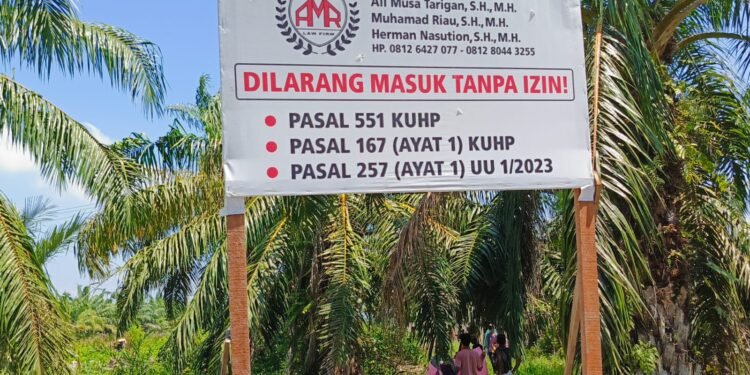 AMR
LAW FIRM
Ali Musa Tarigan, S.H., M.H.
Muhamad Riau, S.H., M.H.
Herman Nasution, S.H., M.H.
HP. 0812 6427 077 - 0812 8044 3255
DILARANG MASUK TANPA IZIN!
• PASAL 551 KUHP
• PASAL 167 (AYAT 1) KUHP
• PASAL 257 (AYAT 1) UU 1/2023